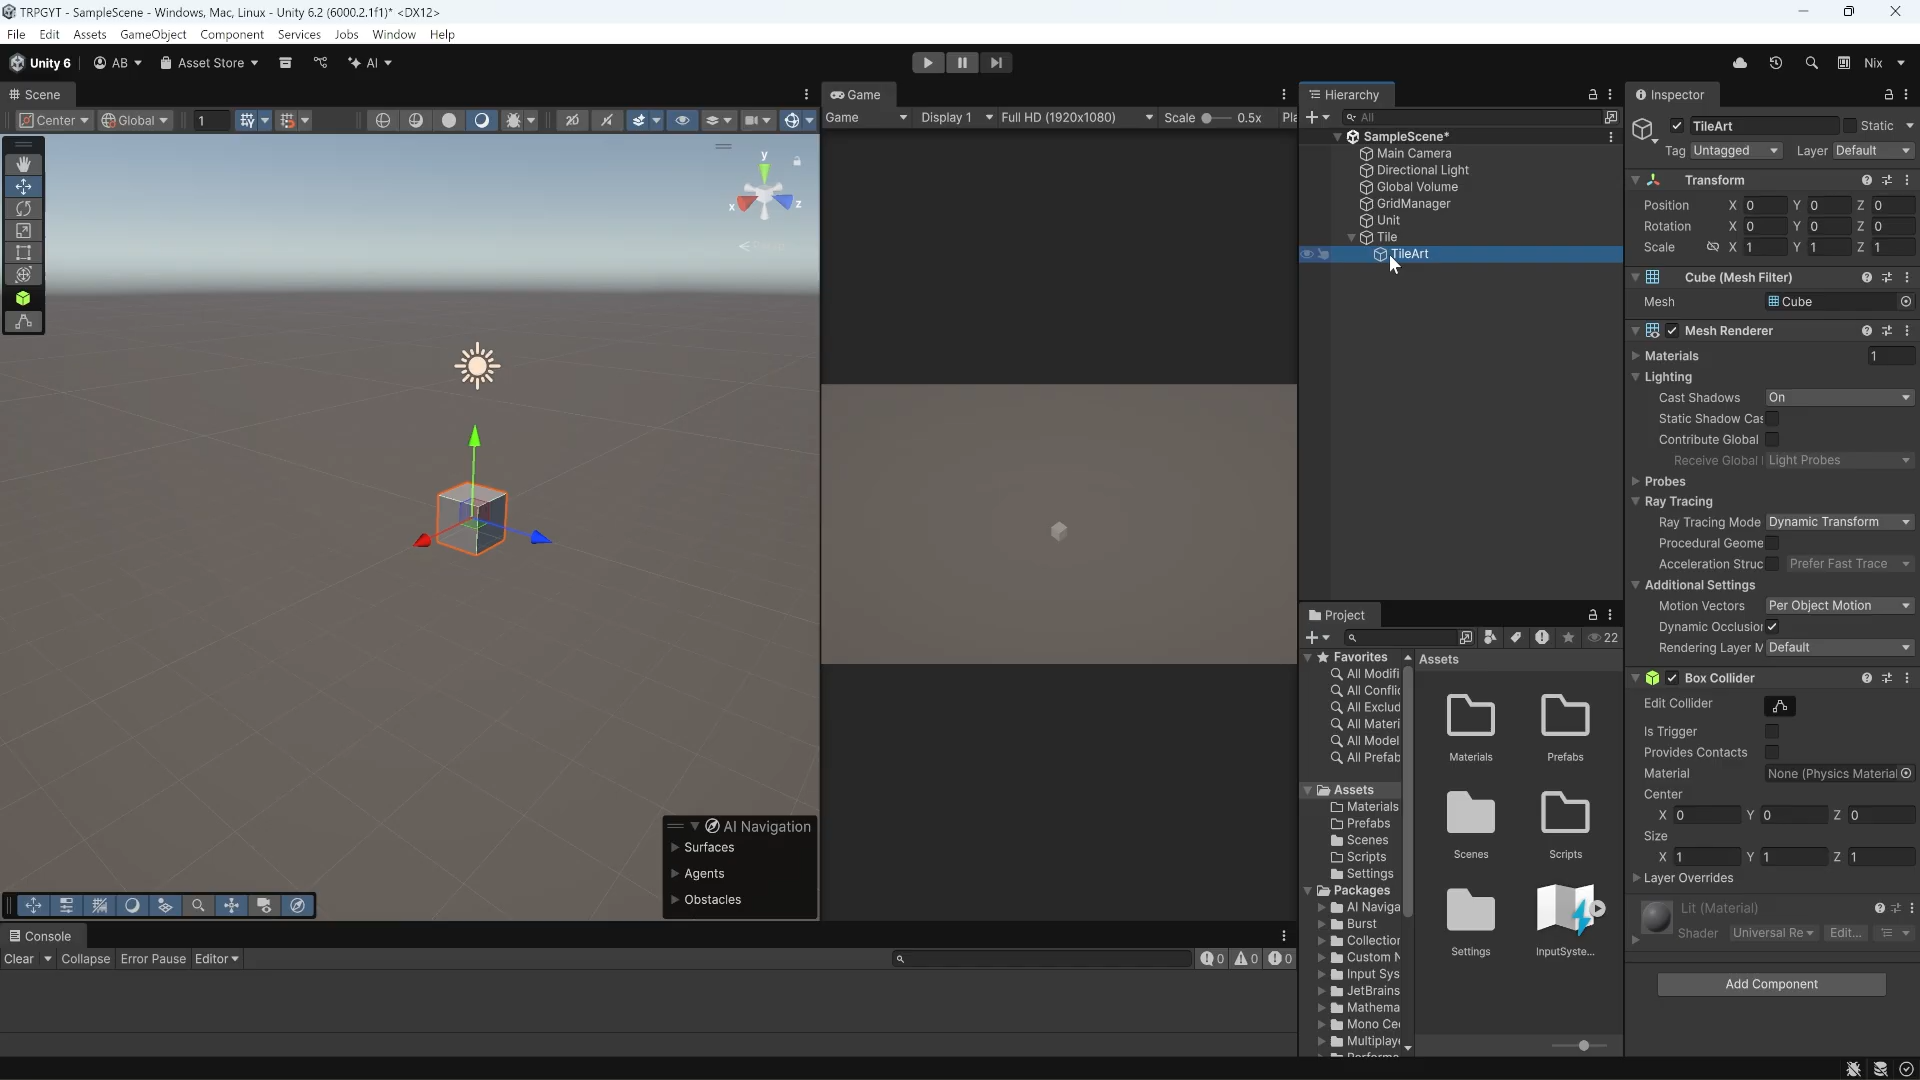 TRPGYT - SampleScene - Windows, Mac, Linux - Unity 6.2 (6000.2.1f1)* <DX12>
File Edit Assets GameObject Component Services Jobs Window Help
Unity 6 AB Asset Store AI Nix
Scene
Center Global 1 2D
y
x
z
AI Navigation
Surfaces
Agents
Obstacles
Game
Game Display 1 Full HD (1920x1080) Scale 0.5x Pla
Hierarchy
All
SampleScene*
Main Camera
Directional Light
Global Volume
GridManager
Unit
Tile
TileArt
Project
22
Favorites
All Modifi
All Conflic
All Exclud
All Materi
All Model
All Prefab
Assets
Materials
Prefabs
Scenes
Scripts
Settings
Packages
AI Naviga
Burst
Collection
Custom N
Input Sys
JetBrains
Mathema
Mono Cec
Multiplaye
Assets
Materials
Prefabs
Scenes
Scripts
Settings
InputSyste...
Inspector
TileArt Static
Tag Untagged Layer Default
Transform
Position X 0 Y 0 Z 0
Rotation X 0 Y 0 Z 0
Scale X 1 Y 1 Z 1
Cube (Mesh Filter)
Mesh Cube
Mesh Renderer
Materials 1
Lighting
Cast Shadows On
Static Shadow Cas
Contribute Global
Receive Global I Light Probes
Probes
Ray Tracing
Ray Tracing Mode Dynamic Transform
Procedural Geome
Acceleration Struc Prefer Fast Trace
Additional Settings
Motion Vectors Per Object Motion
Dynamic Occlusion
Rendering Layer M Default
Box Collider
Edit Collider
Is Trigger
Provides Contacts
Material None (Physics Material
Center
X 0 Y 0 Z 0
Size
X 1 Y 1 Z 1
Layer Overrides
Lit (Material)
Shader Universal Re Edit...
Add Component
Console
Clear Collapse Error Pause Editor 0 0 0